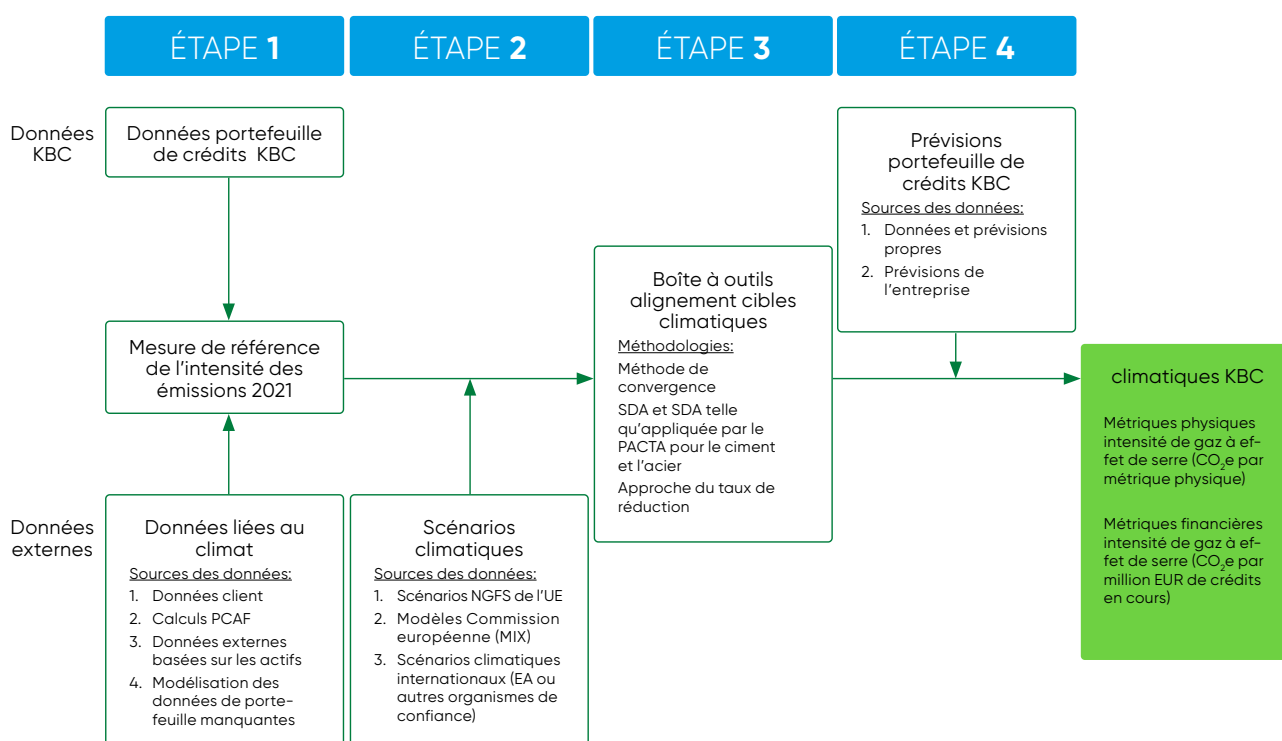 ÉTAPE 1
ÉTAPE 2
ÉTAPE 3
ÉTAPE 4
Données
KBC
Données portefeuille
de crédits KBC
Mesure de référence
de l'intensité des
émissions 2021
Données
externes
Données liées au
climat
Sources des données:
1. Données client
2. Calculs PCAF
3. Données externes
basées sur les actifs
4. Modélisation des
données de porte-
feuille manquantes
Scénarios
climatiques
Sources des données:
1. Scénarios NGFS de l'UE
2. Modèles Commission
européenne (MIX)
3. Scénarios climatiques
internationaux (EA ou
autres organismes de
confiance)
Boîte à outils
alignement cibles
climatiques
Méthodologies:
Méthode de
convergence
SDA et SDA telle
qu'appliquée par le
PACTA pour le ciment
et l'acier
Approche du taux de
réduction
Prévisions
portefeuille de
crédits KBC
Sources des données:
1. Données et prévisions
propres
2. Prévisions de
l'entreprise
climatiques KBC
Métriques physiques
intensité de gaz à ef-
fet de serre (CO₂e par
métrique physique)
Métriques financières
intensité de gaz à ef-
fet de serre (CO₂e par
million EUR de crédits
en cours)